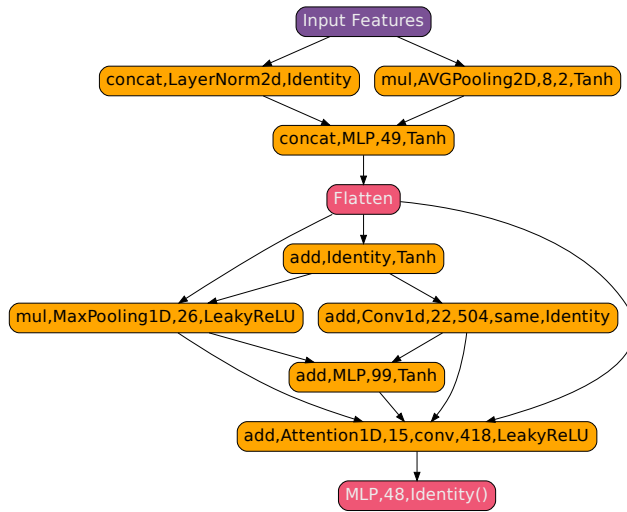 Input Features
concat,LayerNorm2d,Identity
mul,AVGPooling2D,8,2,Tanh
concat,MLP,49,Tanh
Flatten
add,Identity,Tanh
mul,MaxPooling1D,26,LeakyReLU
add,Conv1d,22,504,same,Identity
add,MLP,99,Tanh
add,Attention1D,15,conv,418,LeakyReLU
MLP,48,Identity()